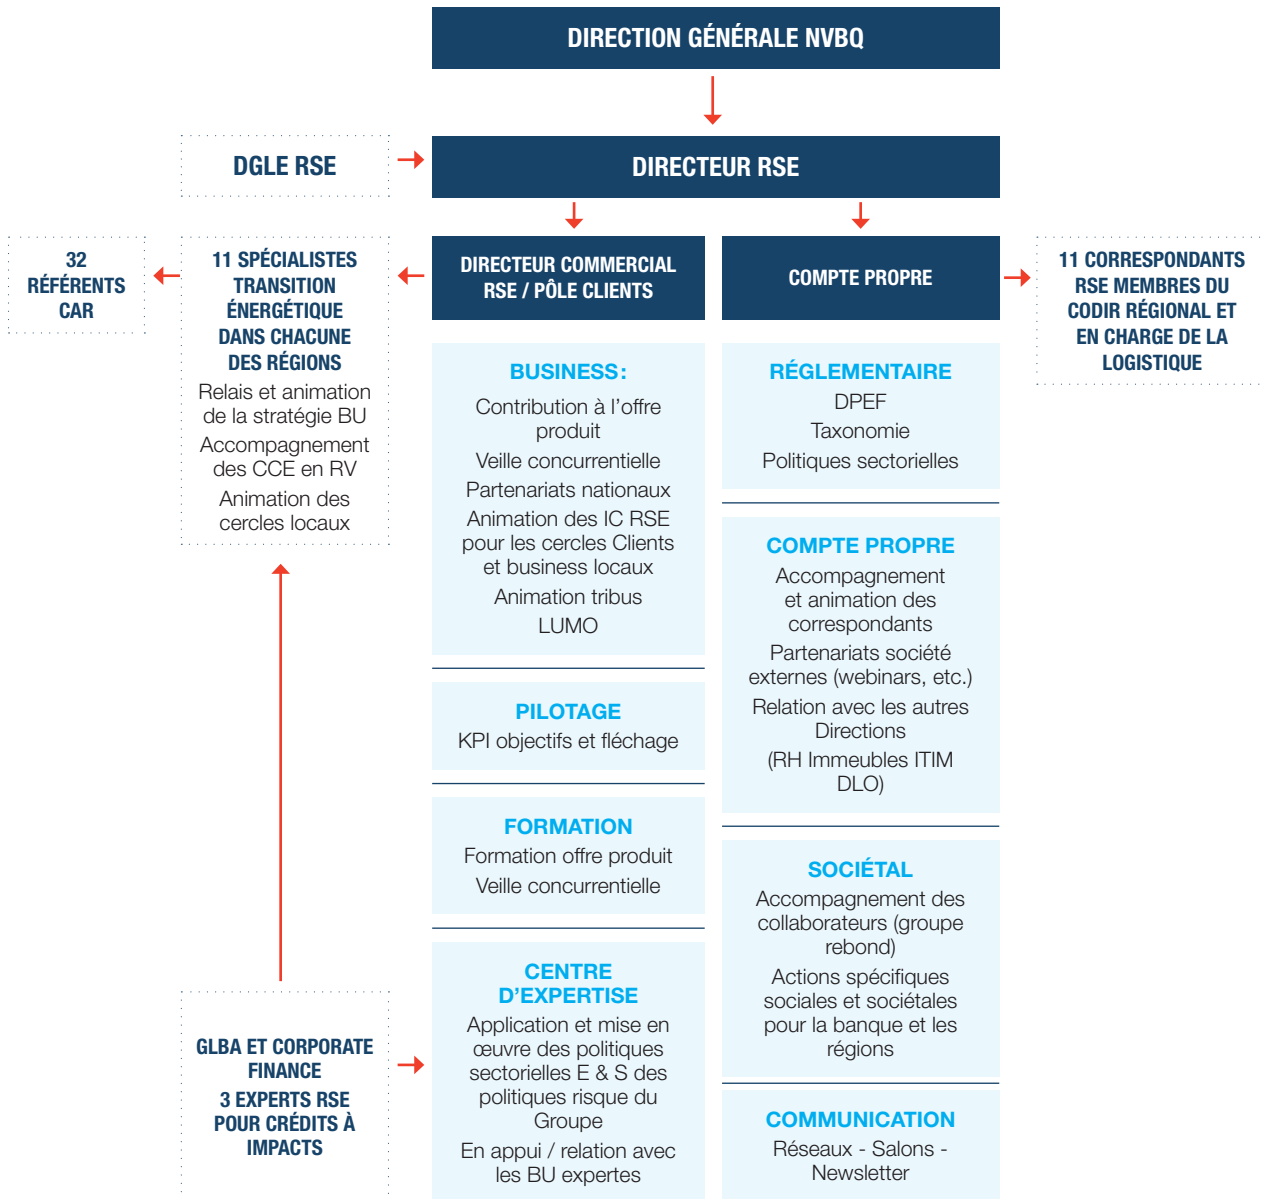 DIRECTION GÉNÉRALE NVBQ
DGLE RSE
DIRECTEUR RSE
32
RÉFÉRENTS
CAR
11 SPÉCIALISTES
TRANSITION
ÉNERGÉTIQUE
DANS CHACUNE
DES RÉGIONS
Relais et animation
de la stratégie BU
Accompagnement
des CCE en RV
Animation des
cercles locaux
DIRECTEUR COMMERCIAL
RSE / PÔLE CLIENTS
COMPTE PROPRE
11 CORRESPONDANTS
RSE MEMBRES DU
CODIR RÉGIONAL ET
EN CHARGE DE LA
LOGISTIQUE
BUSINESS :
Contribution à l'offre
produit
Veille concurrentielle
Partenariats nationaux
Animation des IC RSE
pour les cercles Clients
et business locaux
Animation tribus
LUMO
PILOTAGE
KPI objectifs et fléchage
FORMATION
Formation offre produit
Veille concurrentielle
CENTRE
D'EXPERTISE
Application et mise en
œuvre des politiques
sectorielles E & S des
politiques risque du
Groupe
En appui / relation avec
les BU expertes
RÉGLEMENTAIRE
DPEF
Taxonomie
Politiques sectorielles
COMPTE PROPRE
Accompagnement
et animation des
correspondants
Partenariats société
externes (webinars, etc.)
Relation avec les autres
Directions
(RH Immeubles ITIM
DLO)
SOCIÉTAL
Accompagnement des
collaborateurs (groupe
rebond)
Actions spécifiques
sociales et sociétales
pour la banque et les
régions
COMMUNICATION
Réseaux - Salons -
Newsletter
GLBA ET CORPORATE
FINANCE
3 EXPERTS RSE
POUR CRÉDITS À
IMPACTS